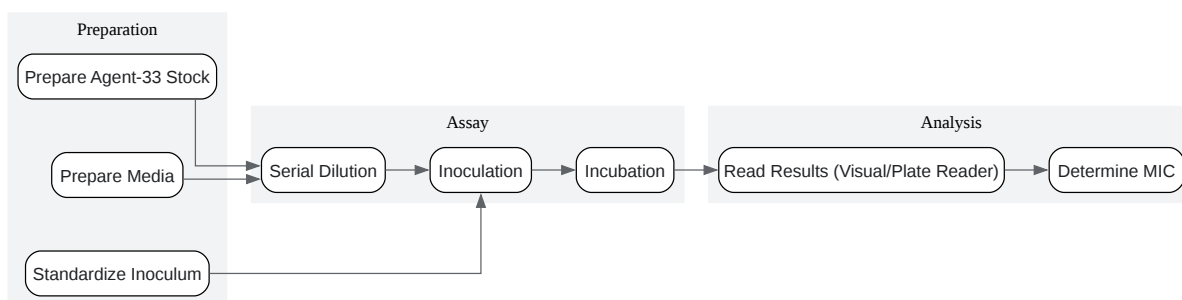 Preparation
Prepare Agent-33 Stock
Prepare Media
Standardize Inoculum
Assay
Serial Dilution
Inoculation
Incubation
Analysis
Read Results (Visual/Plate Reader)
Determine MIC